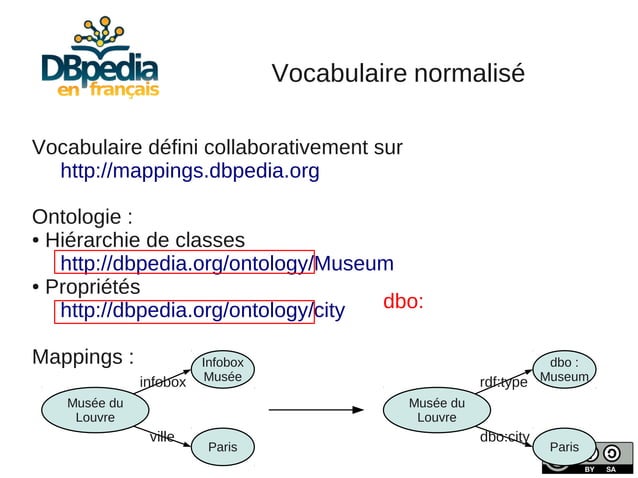 DBpedia
en français
Vocabulaire normalisé
Vocabulaire défini collaborativement sur
http://mappings.dbpedia.org
Ontologie :
• Hiérarchie de classes
http://dbpedia.org/ontology/Museum
• Propriétés
http://dbpedia.org/ontology/city
dbo:
Mappings :
Infobox
Musée
infobox
Musée du
Louvre
ville
Paris
dbo :
Museum
rdf:type
Musée du
Louvre
dbo:city
Paris
BY SA